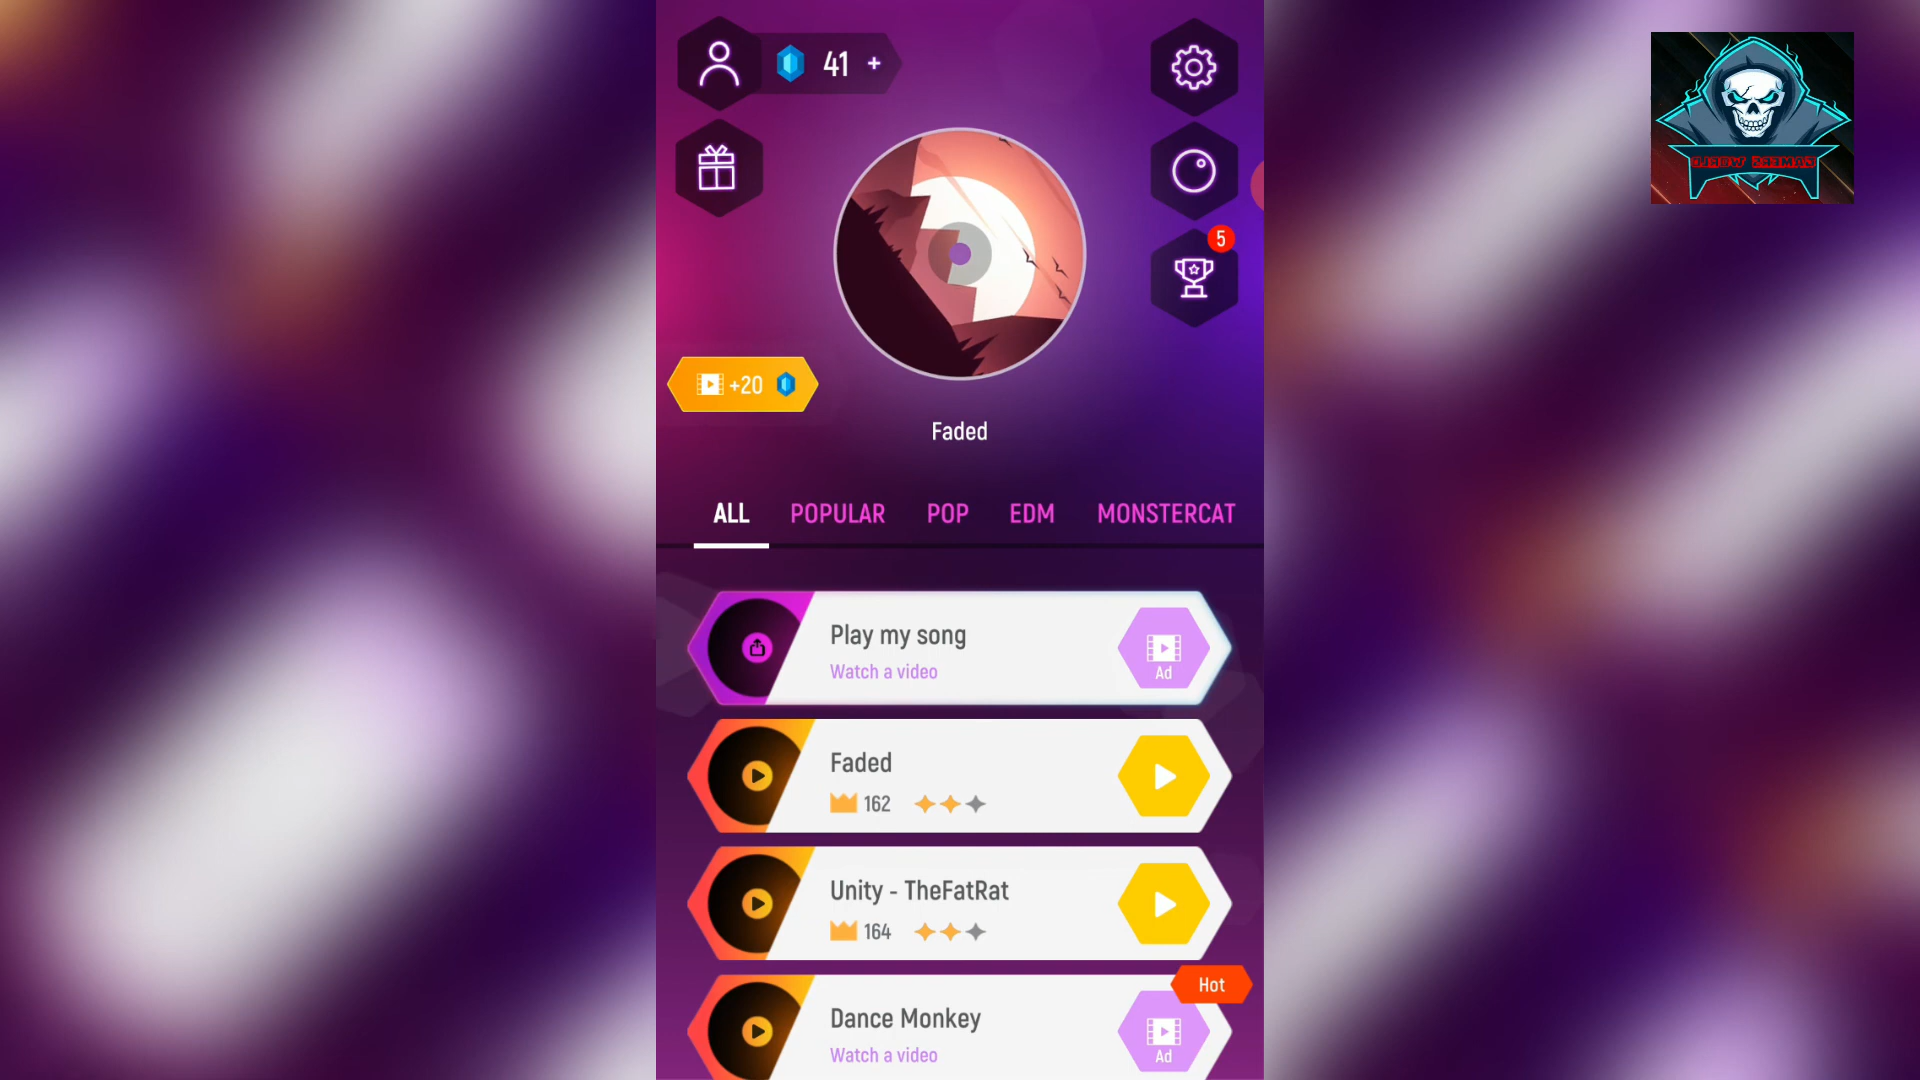 41 +
5
+20
Faded
ALL POPULAR POP EDM MONSTERCAT
Play my song
Watch a video
Ad
Faded
162
Unity - TheFatRat
164
Hot
Dance Monkey
Watch a video
Ad